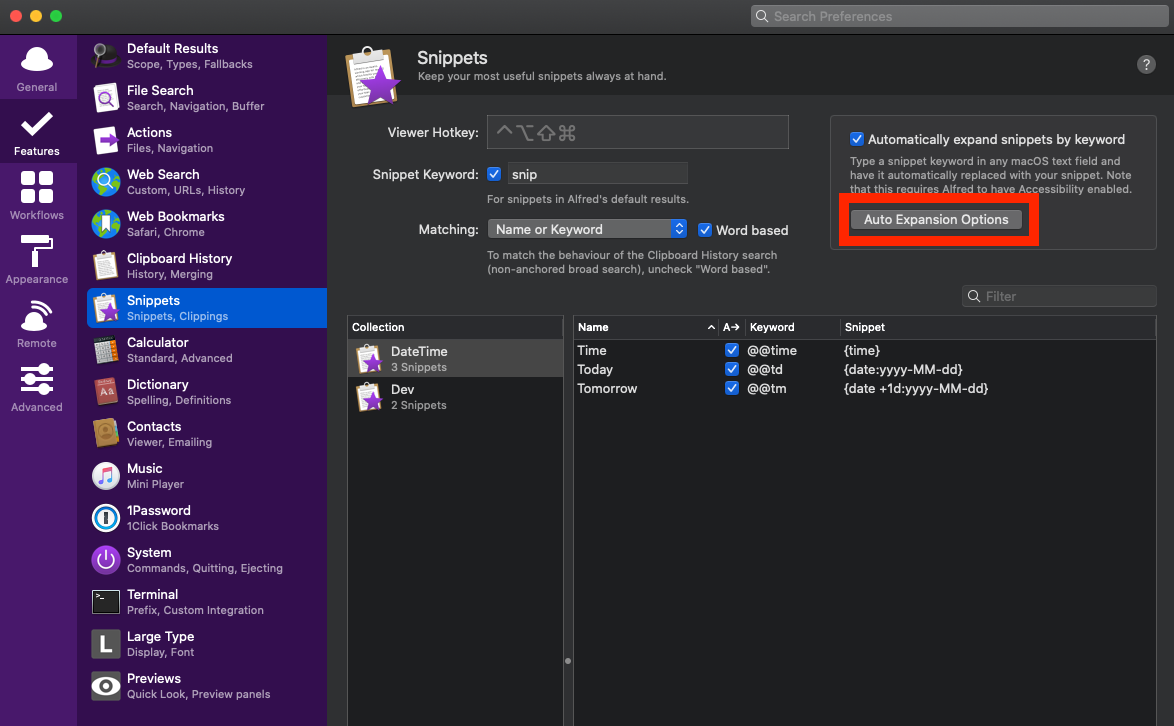 Search Preferences
General
Features
Workflows
Appearance
Remote
Advanced
Default Results
Scope, Types, Fallbacks
File Search
Search, Navigation, Buffer
Actions
Files, Navigation
Web Search
Custom, URLs, History
Web Bookmarks
Safari, Chrome
Clipboard History
History, Merging
Snippets
Snippets, Clippings
Calculator
Standard, Advanced
Dictionary
Spelling, Definitions
Contacts
Viewer, Emailing
Music
Mini Player
1Password
1Click Bookmarks
System
Commands, Quitting, Ejecting
Terminal
Prefix, Custom Integration
Large Type
Display, Font
Previews
Quick Look, Preview panels
Snippets
Keep your most useful snippets always at hand.
?
Viewer Hotkey: ⌃⌥⇧⌘
Snippet Keyword: snip
For snippets in Alfred's default results.
Matching: Name or Keyword Word based
To match the behaviour of the Clipboard History search
(non-anchored broad search), uncheck "Word based".
Automatically expand snippets by keyword
Type a snippet keyword in any macOS text field and
have it automatically replaced with your snippet. Note
that this requires Alfred to have Accessibility enabled.
Auto Expansion Options
Filter
Collection
DateTime
3 Snippets
Dev
2 Snippets
Name A→ Keyword Snippet
Time @@time {time}
Today @@td {date:yyyy-MM-dd}
Tomorrow @@tm {date +1d:yyyy-MM-dd}